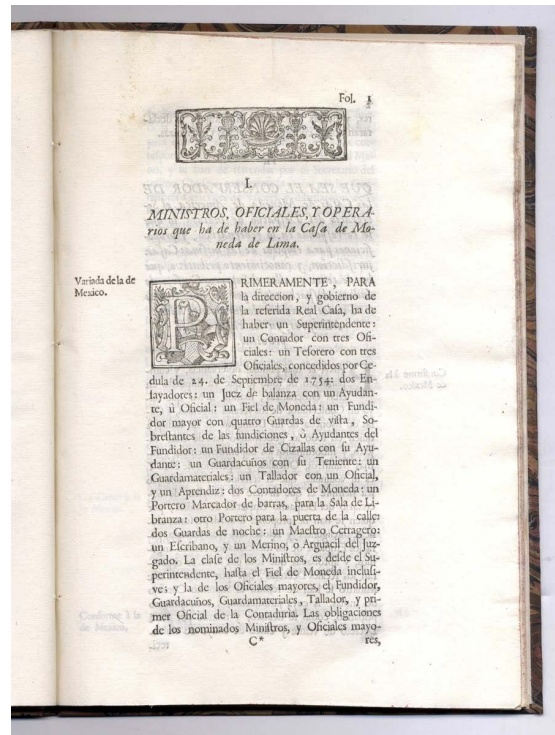 Fol. 1
I.
MINISTROS, OFICIALES, Y OPERA-
rios que ha de haber en la Caſa de Mo-
neda de Lima.
Variada de la de
Mexico.
PRIMERAMENTE, PARA
la direccion, y gobierno de
la referida Real Caſa, ha de
haber un Superintendente:
un Contador con tres Ofi-
ciales: un Teſorero con tres
Oficiales, concedidos por Ce-
dula de 24. de Septiembre de 1754: dos En-
ſayadores: un Juez de balanza con un Ayudan-
te, ù Oficial: un Fiel de Moneda: un Fundi-
dor mayor con quatro Guardas de viſta, So-
breſtantes de las fundiciones, ò Ayudantes del
Fundidor: un Fundidor de Cizallas con ſu Ayu-
dante: un Guardacuños con ſu Teniente: un
Guardamateriales: un Tallador con un Oficial,
y un Aprendiz: dos Contadores de Moneda: un
Portero Marcador de barras, para la Sala de Li-
branza: otro Portero para la puerta de la calle:
dos Guardas de noche: un Maeſtro Cerragero:
un Eſcribano, y un Merino, ò Arguacil del Juz-
gado. La claſe de los Miniſtros, es deſde el Su-
perintendente, haſta el Fiel de Moneda incluſi-
ve: y la de los Oficiales mayores, el Fundidor,
Guardacuños, Guardamateriales, Tallador, y pri-
mer Oficial de la Contaduria. Las obligaciones
de los nominados Miniſtros, y Oficiales mayo-
C* res,